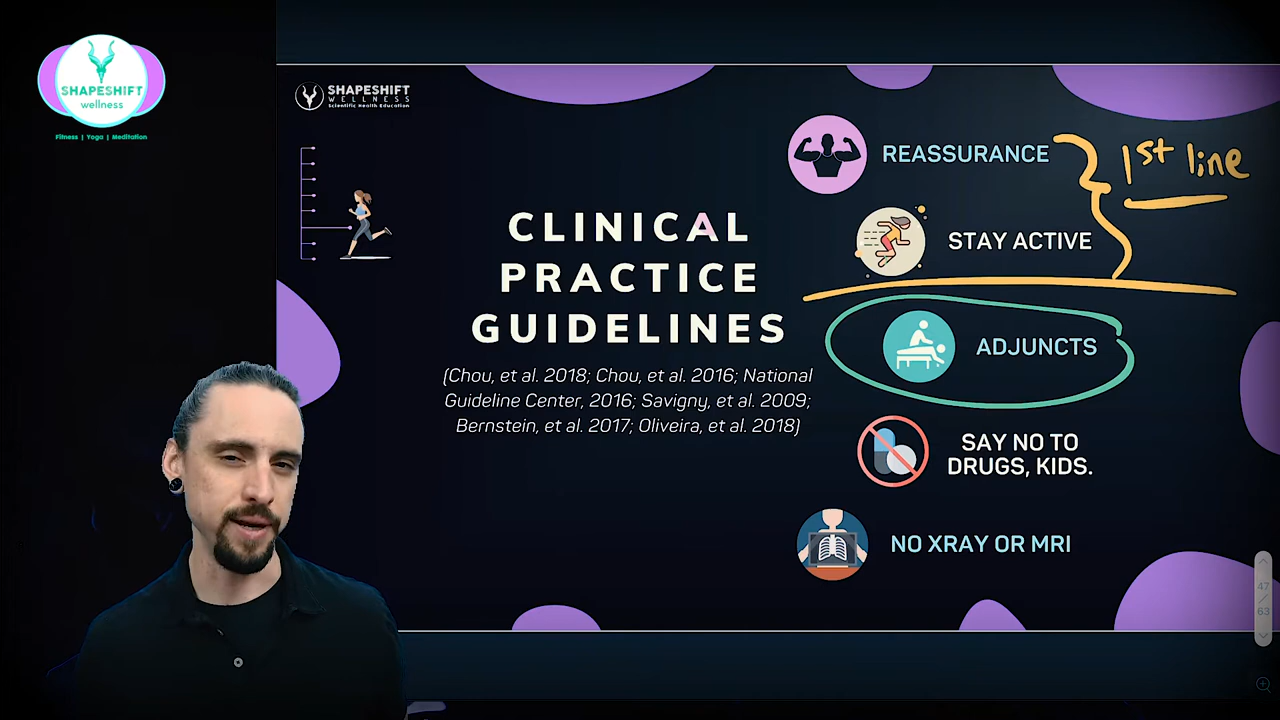 SHAPESHIFT
wellness
Fitness | Yoga | Meditation
SHAPESHIFT
WELLNESS
Scientific Health Education
CLINICAL
PRACTICE
GUIDELINES
(Chou, et al. 2018; Chou, et al. 2016; National
Guideline Center, 2016; Savigny, et al. 2009;
Bernstein, et al. 2017; Oliveira, et al. 2018)
REASSURANCE
1st line
STAY ACTIVE
ADJUNCTS
SAY NO TO
DRUGS, KIDS.
NO XRAY OR MRI
47
/
63